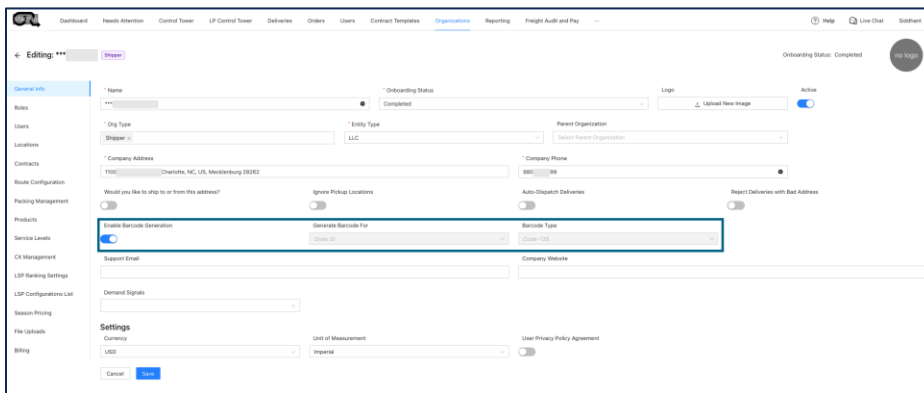 Dashboard Needs Attention Control Tower LP Control Tower Deliveries Orders Users Contract Templates Organizations Reporting Freight Audit and Pay ··· Help Live Chat Siddhant
← Editing: *** Shipper Onboarding Status: Completed no logo
General Info
Roles
Users
Locations
Contracts
Route Configuration
Packing Management
Products
Service Levels
CX Management
LSP Ranking Settings
LSP Configurations List
Season Pricing
File Uploads
Billing
* Name * Onboarding Status Logo Active
*** Completed Upload New Image
* Org Type * Entity Type Parent Organization
Shipper × LLC Select Parent Organization
* Company Address * Company Phone
1100 Charlotte, NC, US, Mecklenburg 28262 980 99
Would you like to ship to or from this address? Ignore Pickup Locations Auto-Dispatch Deliveries Reject Deliveries with Bad Address
Enable Barcode Generation Generate Barcode For Barcode Type
Order ID Code-128
Support Email Company Website
Demand Signals
Settings
Currency Unit of Measurement User Privacy Policy Agreement
USD Imperial
Cancel Save